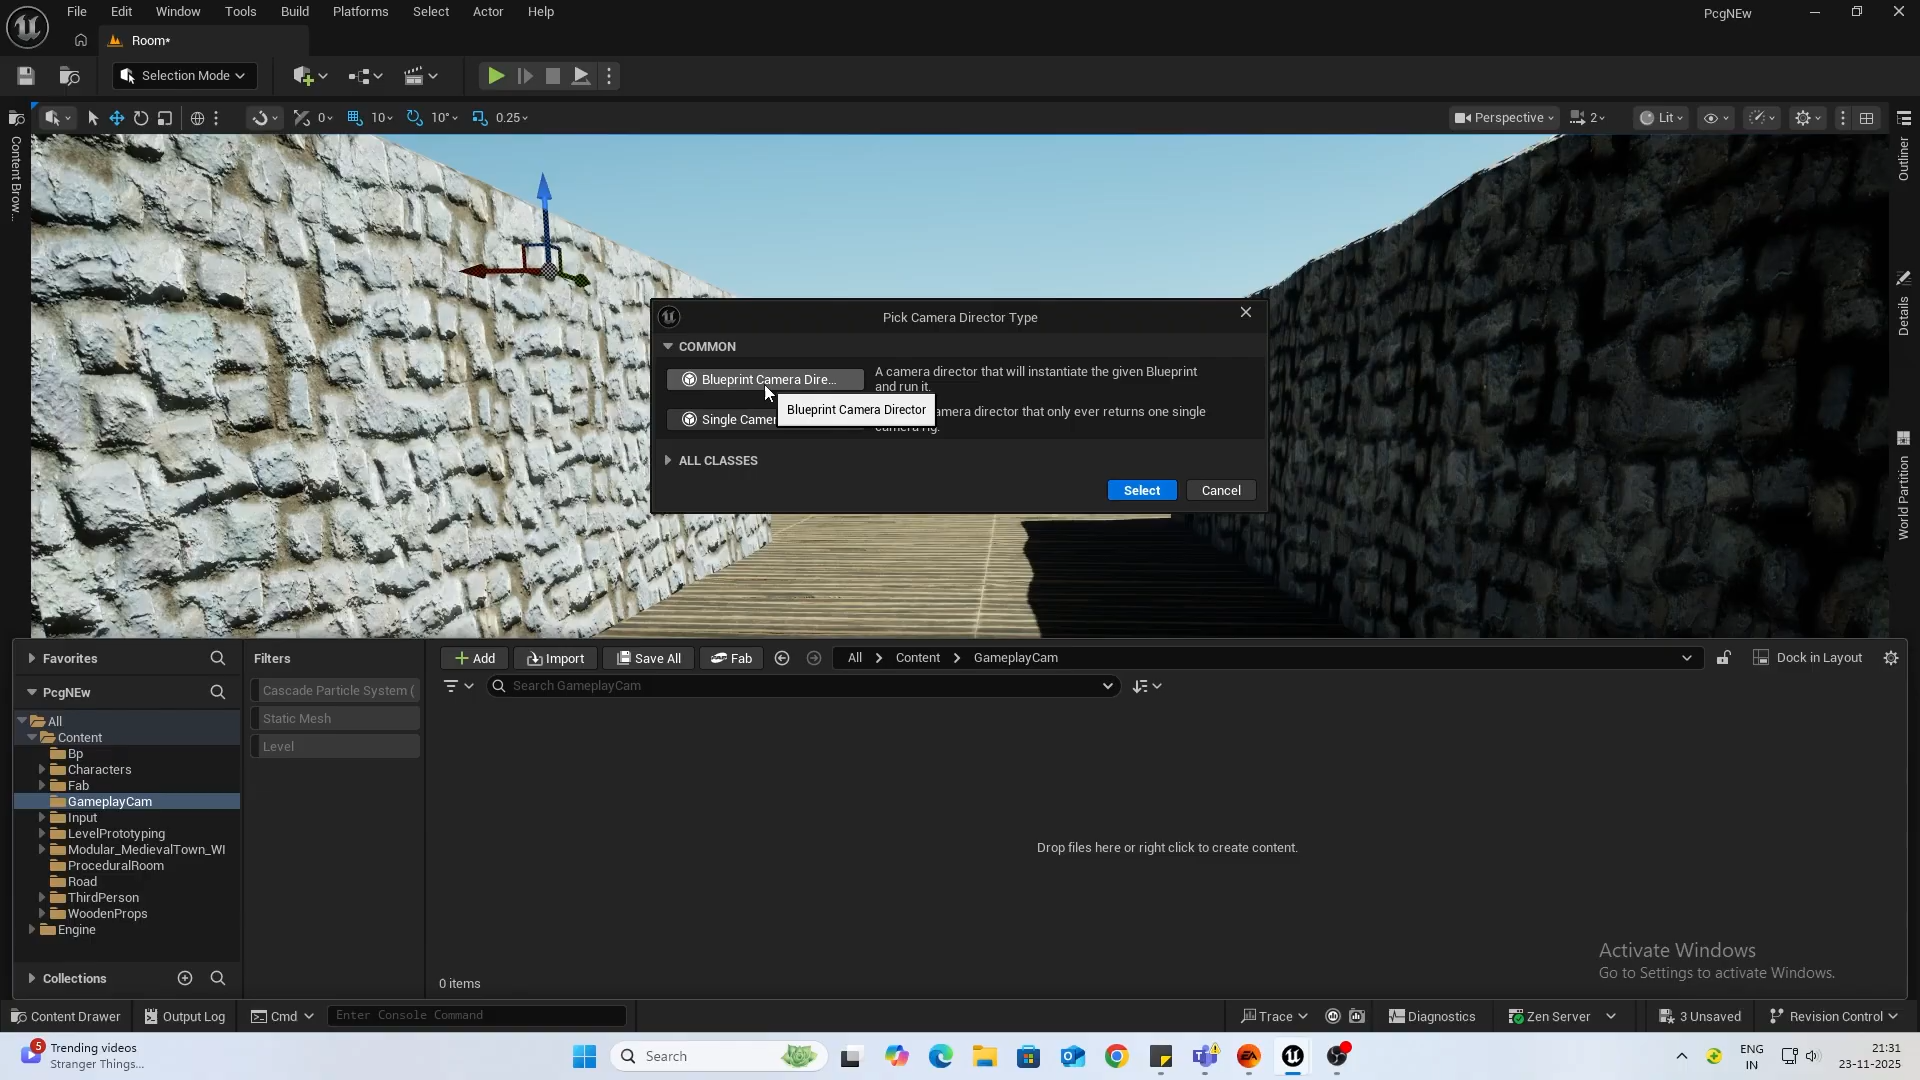 File Edit Window Tools Build Platforms Select Actor Help
PcgNEw
Room*
Selection Mode
0 10 10° 0.25
Perspective 2 Lit
Content Brow...
Outliner
Details
World Partition
Pick Camera Director Type
COMMON
Blueprint Camera Dire...
A camera director that will instantiate the given Blueprint
and run it.
Blueprint Camera Director
Single Camer
amera director that only ever returns one single
camera rig.
ALL CLASSES
Select Cancel
Favorites
Filters
Add Import Save All Fab
All Content GameplayCam
Dock in Layout
PcgNEw
Cascade Particle System (
Search GameplayCam
Static Mesh
Level
All
Content
Bp
Characters
Fab
GameplayCam
Input
LevelPrototyping
Modular_MedievalTown_WI
ProceduralRoom
Road
ThirdPerson
WoodenProps
Engine
Drop files here or right click to create content.
Activate Windows
Go to Settings to activate Windows.
Collections
0 items
Content Drawer Output Log Cmd Enter Console Command
Trace Diagnostics Zen Server 3 Unsaved Revision Control
5
Trending videos
Stranger Things...
Search
ENG
IN
21:31
23-11-2025